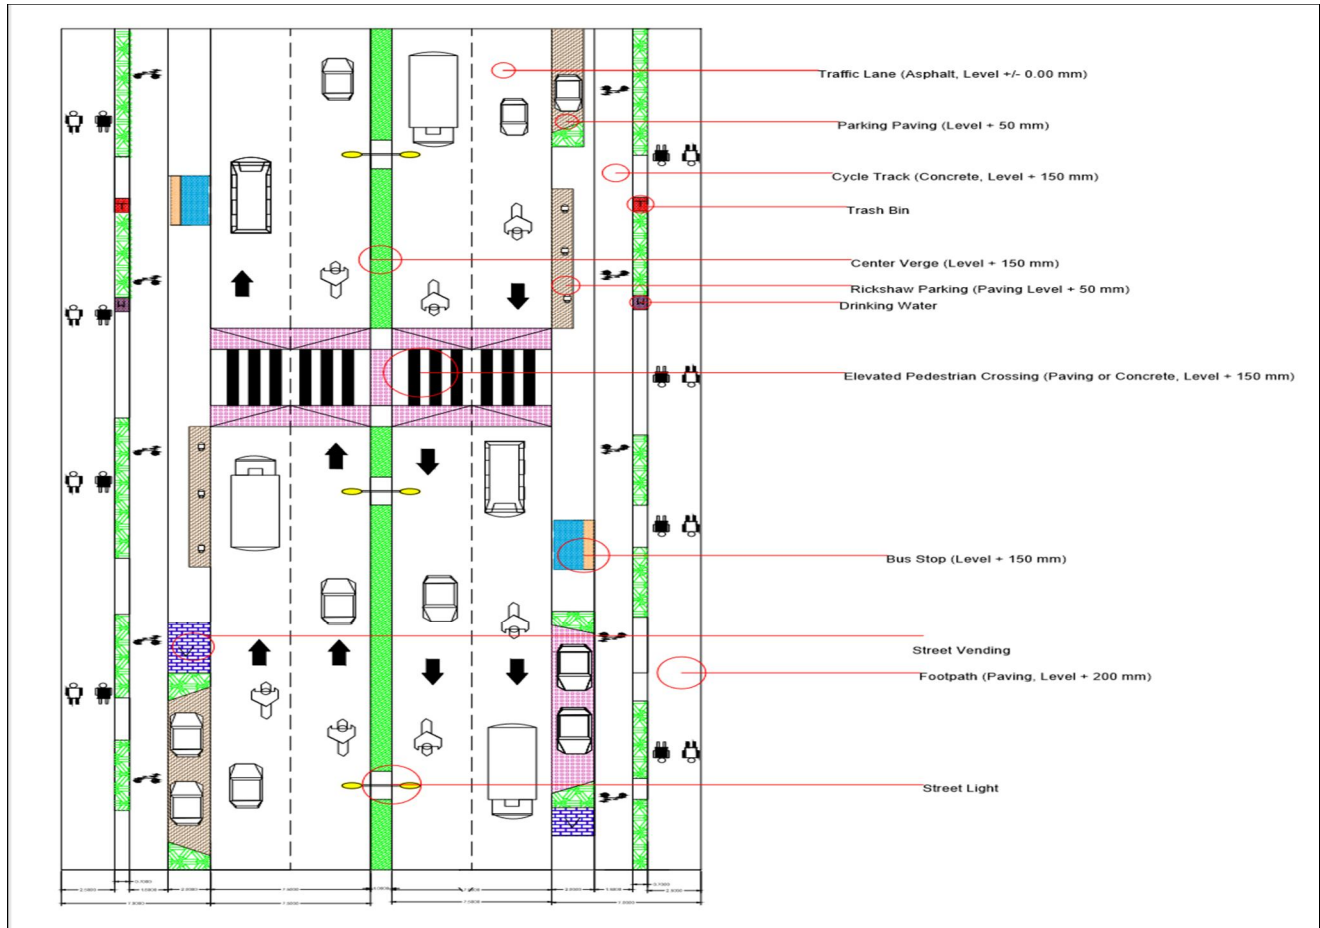 Traffic Lane (Asphalt, Level +/- 0.00 mm)
Parking Paving (Level + 50 mm)
Cycle Track (Concrete, Level + 150 mm)
Trash Bin
Center Verge (Level + 150 mm)
Rickshaw Parking (Paving Level + 50 mm)
Drinking Water
Elevated Pedestrian Crossing (Paving or Concrete, Level + 150 mm)
Bus Stop (Level + 150 mm)
Street Vending
Footpath (Paving, Level + 200 mm)
Street Light